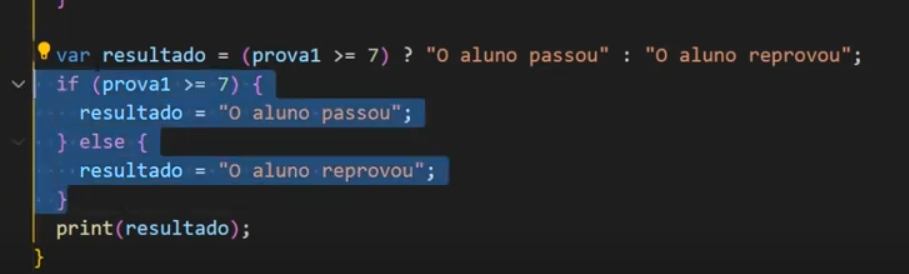 }
var resultado = (prova1 >= 7) ? "O aluno passou" : "O aluno reprovou";
if (prova1 >= 7) {
resultado = "O aluno passou";
} else {
resultado = "O aluno reprovou";
}
print(resultado);
}